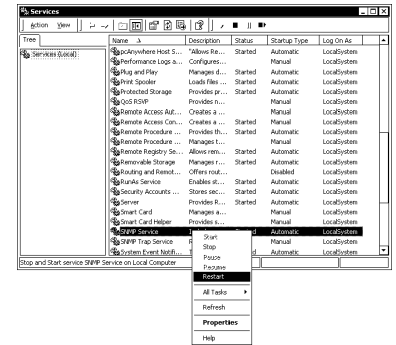 Services
Action View
Tree
Services (Local)
Name Description Status Startup Type Log On As
pcAnywhere Host S... "Allows Re... Started Automatic LocalSystem
Performance Logs a... Configures... Manual LocalSystem
Plug and Play Manages d... Started Automatic LocalSystem
Print Spooler Loads files ... Started Automatic LocalSystem
Protected Storage Provides pr... Started Automatic LocalSystem
QoS RSVP Provides n... Manual LocalSystem
Remote Access Aut... Creates a ... Manual LocalSystem
Remote Access Con... Creates a ... Started Manual LocalSystem
Remote Procedure ... Provides th... Started Automatic LocalSystem
Remote Procedure ... Manages t... Manual LocalSystem
Remote Registry Se... Allows rem... Started Automatic LocalSystem
Removable Storage Manages r... Started Automatic LocalSystem
Routing and Remot... Offers rout... Disabled LocalSystem
RunAs Service Enables st... Started Automatic LocalSystem
Security Accounts ... Stores sec... Started Automatic LocalSystem
Server Provides R... Started Automatic LocalSystem
Smart Card Manages a... Manual LocalSystem
Smart Card Helper Provides s... Manual LocalSystem
SNMP Service Automatic LocalSystem
SNMP Trap Service Manual LocalSystem
System Event Notifi... Automatic LocalSystem
Start
Stop
Pause
Resume
Restart
All Tasks
Refresh
Properties
Help
Stop and Start service SNMP Service on Local Computer